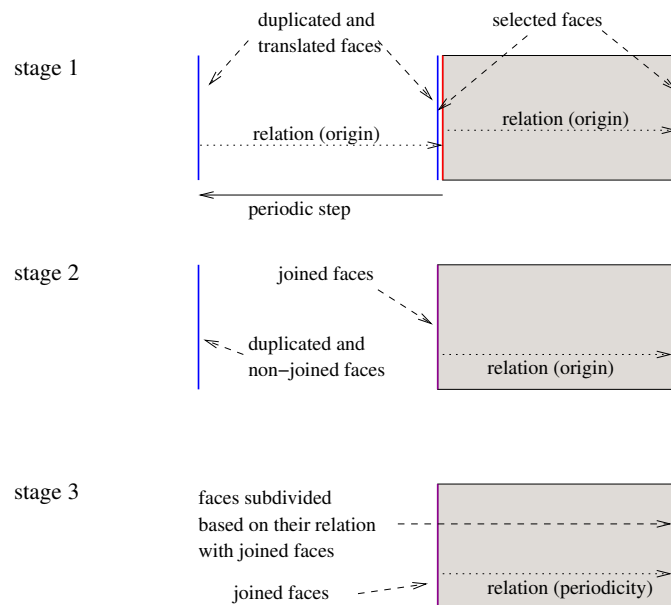 stage 1
duplicated and
translated faces
selected faces
relation (origin)
relation (origin)
periodic step
stage 2
joined faces
duplicated and
non−joined faces
relation (origin)
stage 3
faces subdivided
based on their relation
with joined faces
joined faces
relation (periodicity)